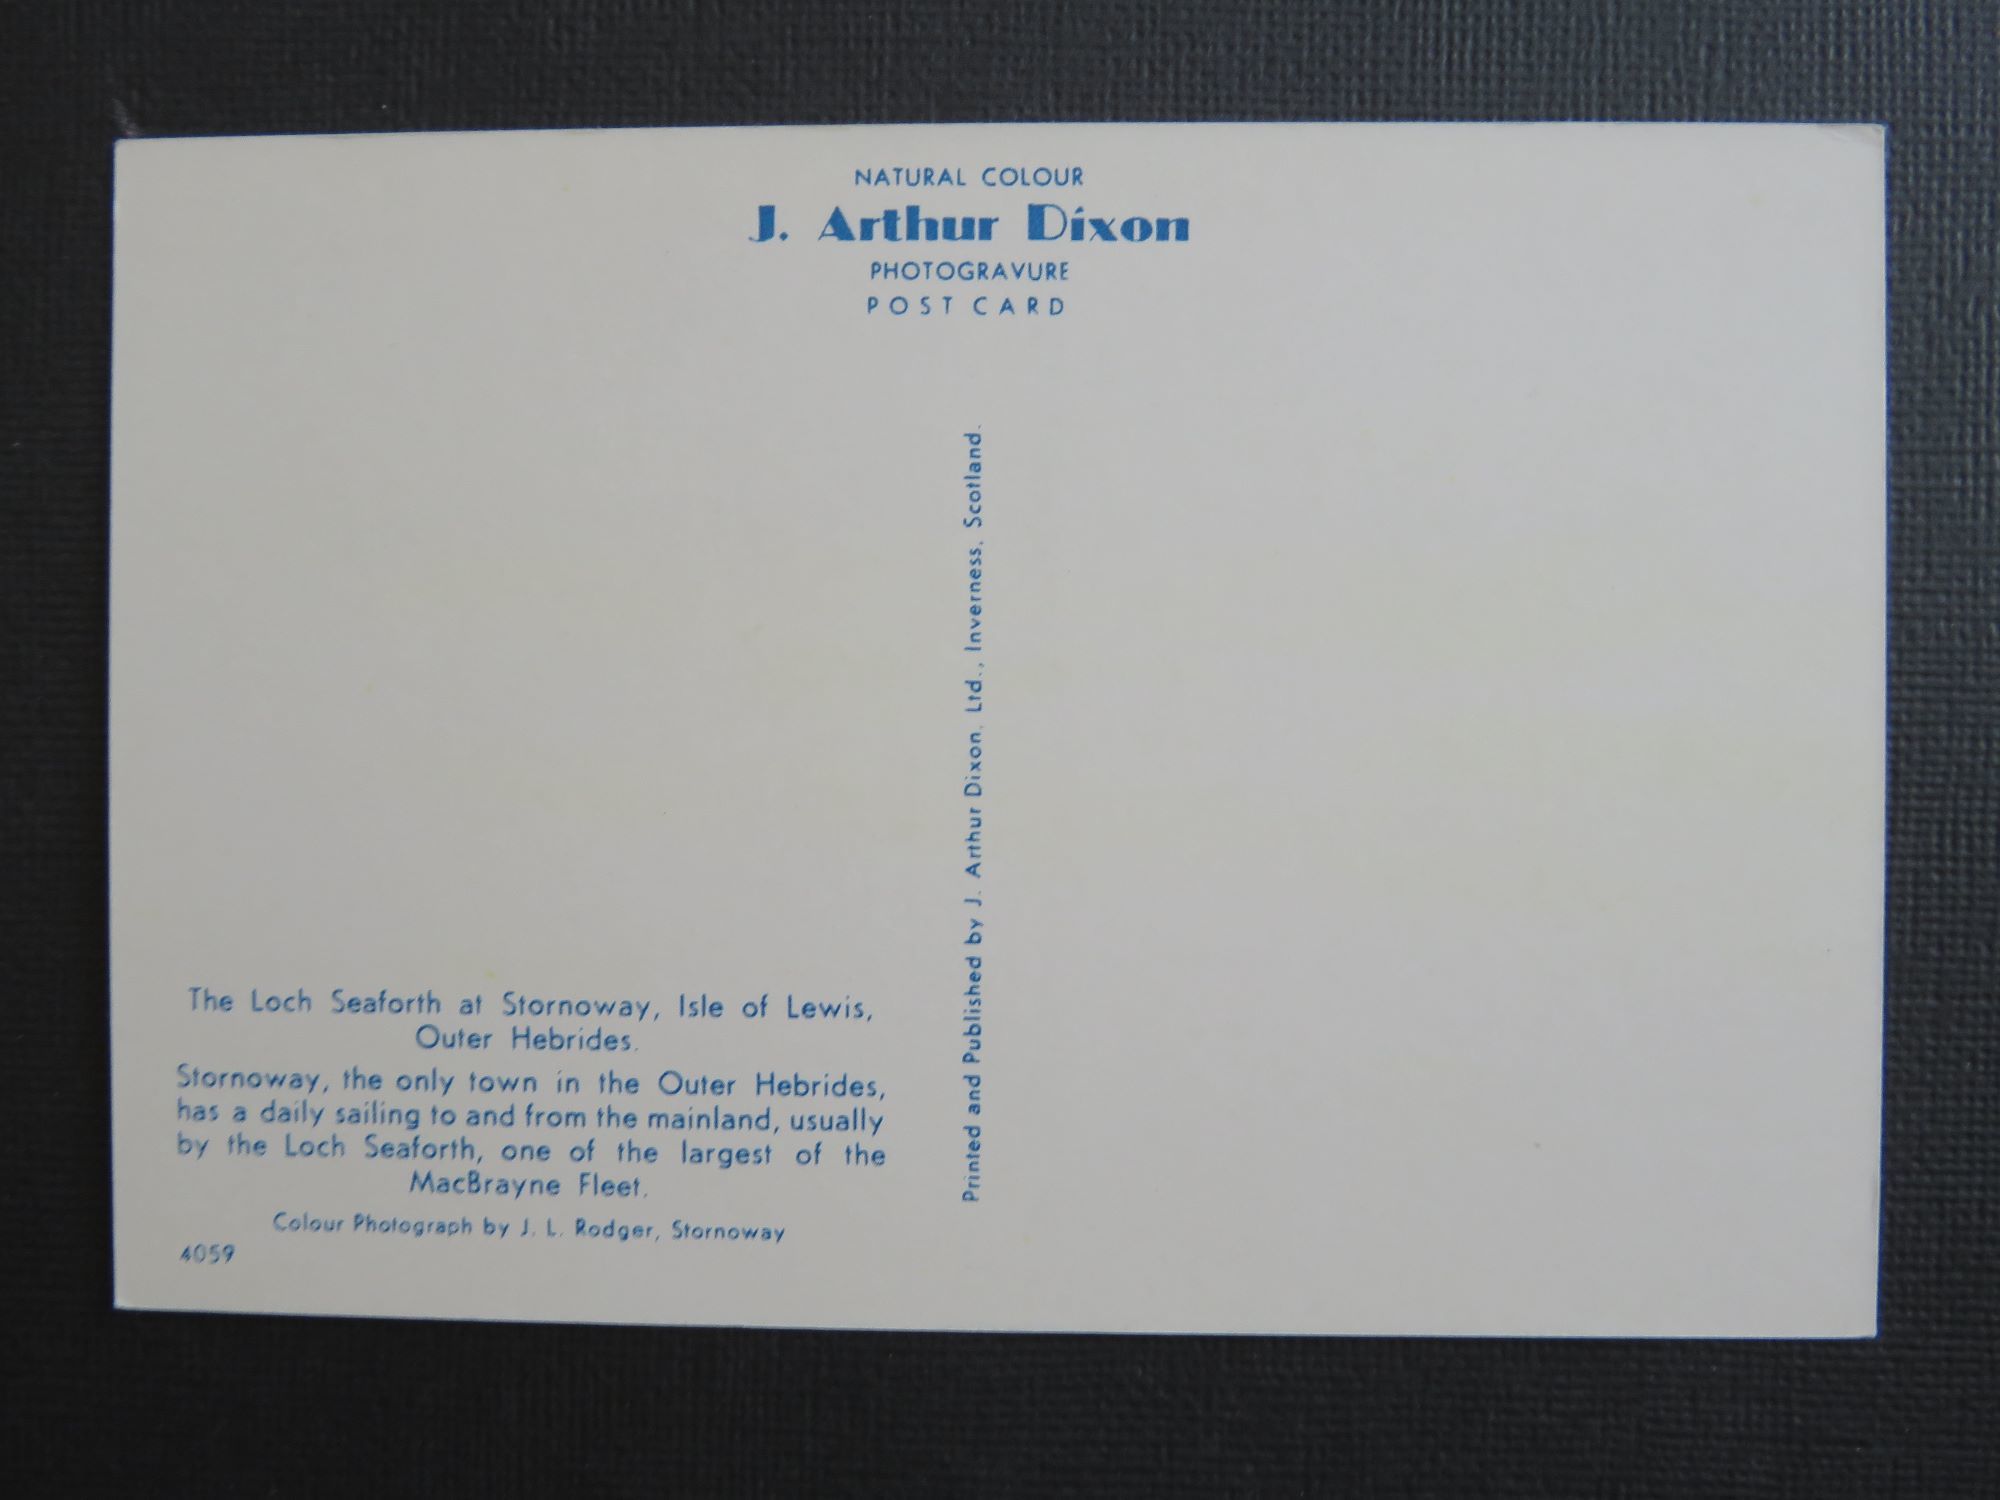 NATURAL COLOUR
J. Arthur Dixon
PHOTOGRAVURE
POST CARD
Printed and Published by J. Arthur Dixon, Ltd., Inverness, Scotland.
The Loch Seaforth at Stornoway, Isle of Lewis,
Outer Hebrides.
Stornoway, the only town in the Outer Hebrides,
has a daily sailing to and from the mainland, usually
by the Loch Seaforth, one of the largest of the
MacBrayne Fleet.
Colour Photograph by J. L. Rodger, Stornoway
4059